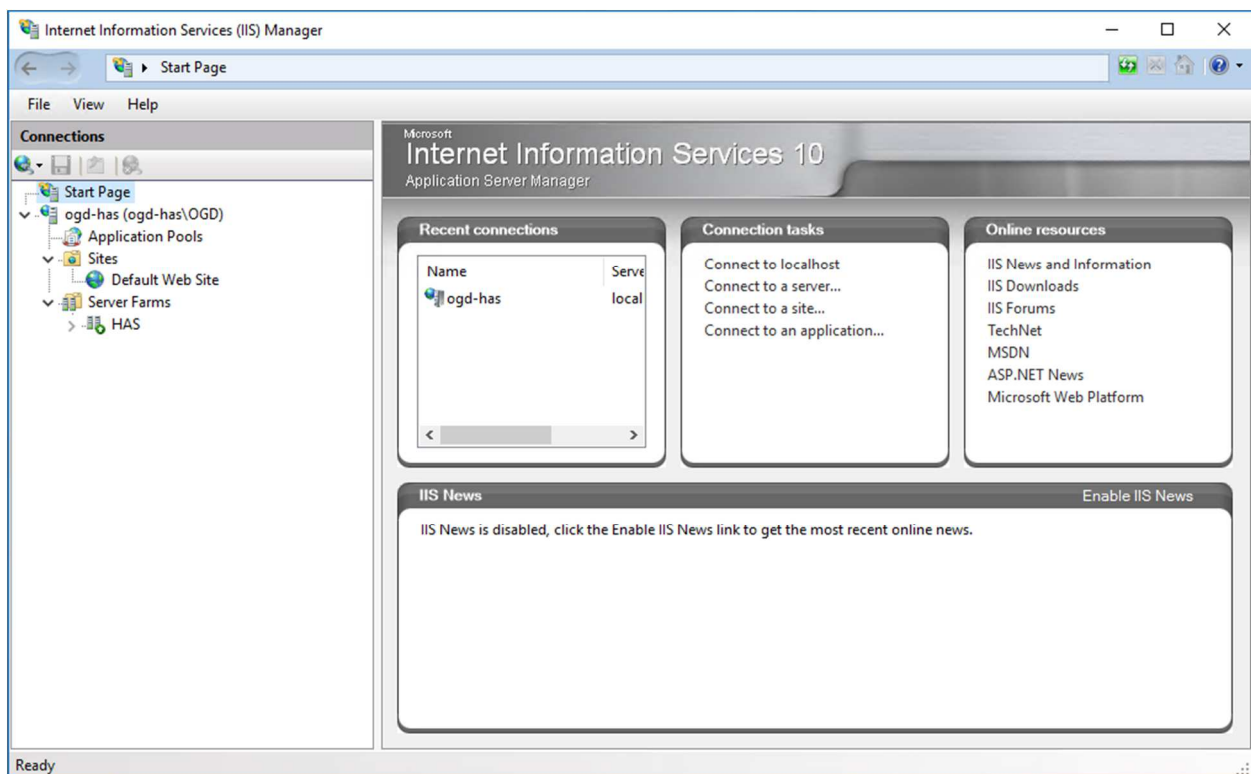 Internet Information Services (IIS) Manager
Start Page
File View Help
Connections
Start Page
ogd-has (ogd-has\OGD)
Application Pools
Sites
Default Web Site
Server Farms
HAS
Microsoft
Internet Information Services 10
Application Server Manager
Recent connections
Name Serve
ogd-has local
Connection tasks
Connect to localhost
Connect to a server...
Connect to a site...
Connect to an application...
Online resources
IIS News and Information
IIS Downloads
IIS Forums
TechNet
MSDN
ASP.NET News
Microsoft Web Platform
IIS News Enable IIS News
IIS News is disabled, click the Enable IIS News link to get the most recent online news.
Ready